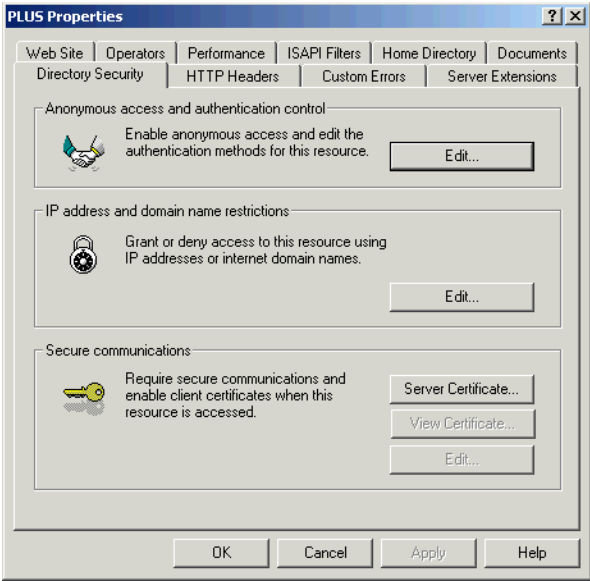 PLUS Properties
Web Site Operators Performance ISAPI Filters Home Directory Documents
Directory Security HTTP Headers Custom Errors Server Extensions
Anonymous access and authentication control
Enable anonymous access and edit the
authentication methods for this resource.
Edit...
IP address and domain name restrictions
Grant or deny access to this resource using
IP addresses or internet domain names.
Edit...
Secure communications
Require secure communications and
enable client certificates when this
resource is accessed.
Server Certificate...
View Certificate...
Edit...
OK Cancel Apply Help